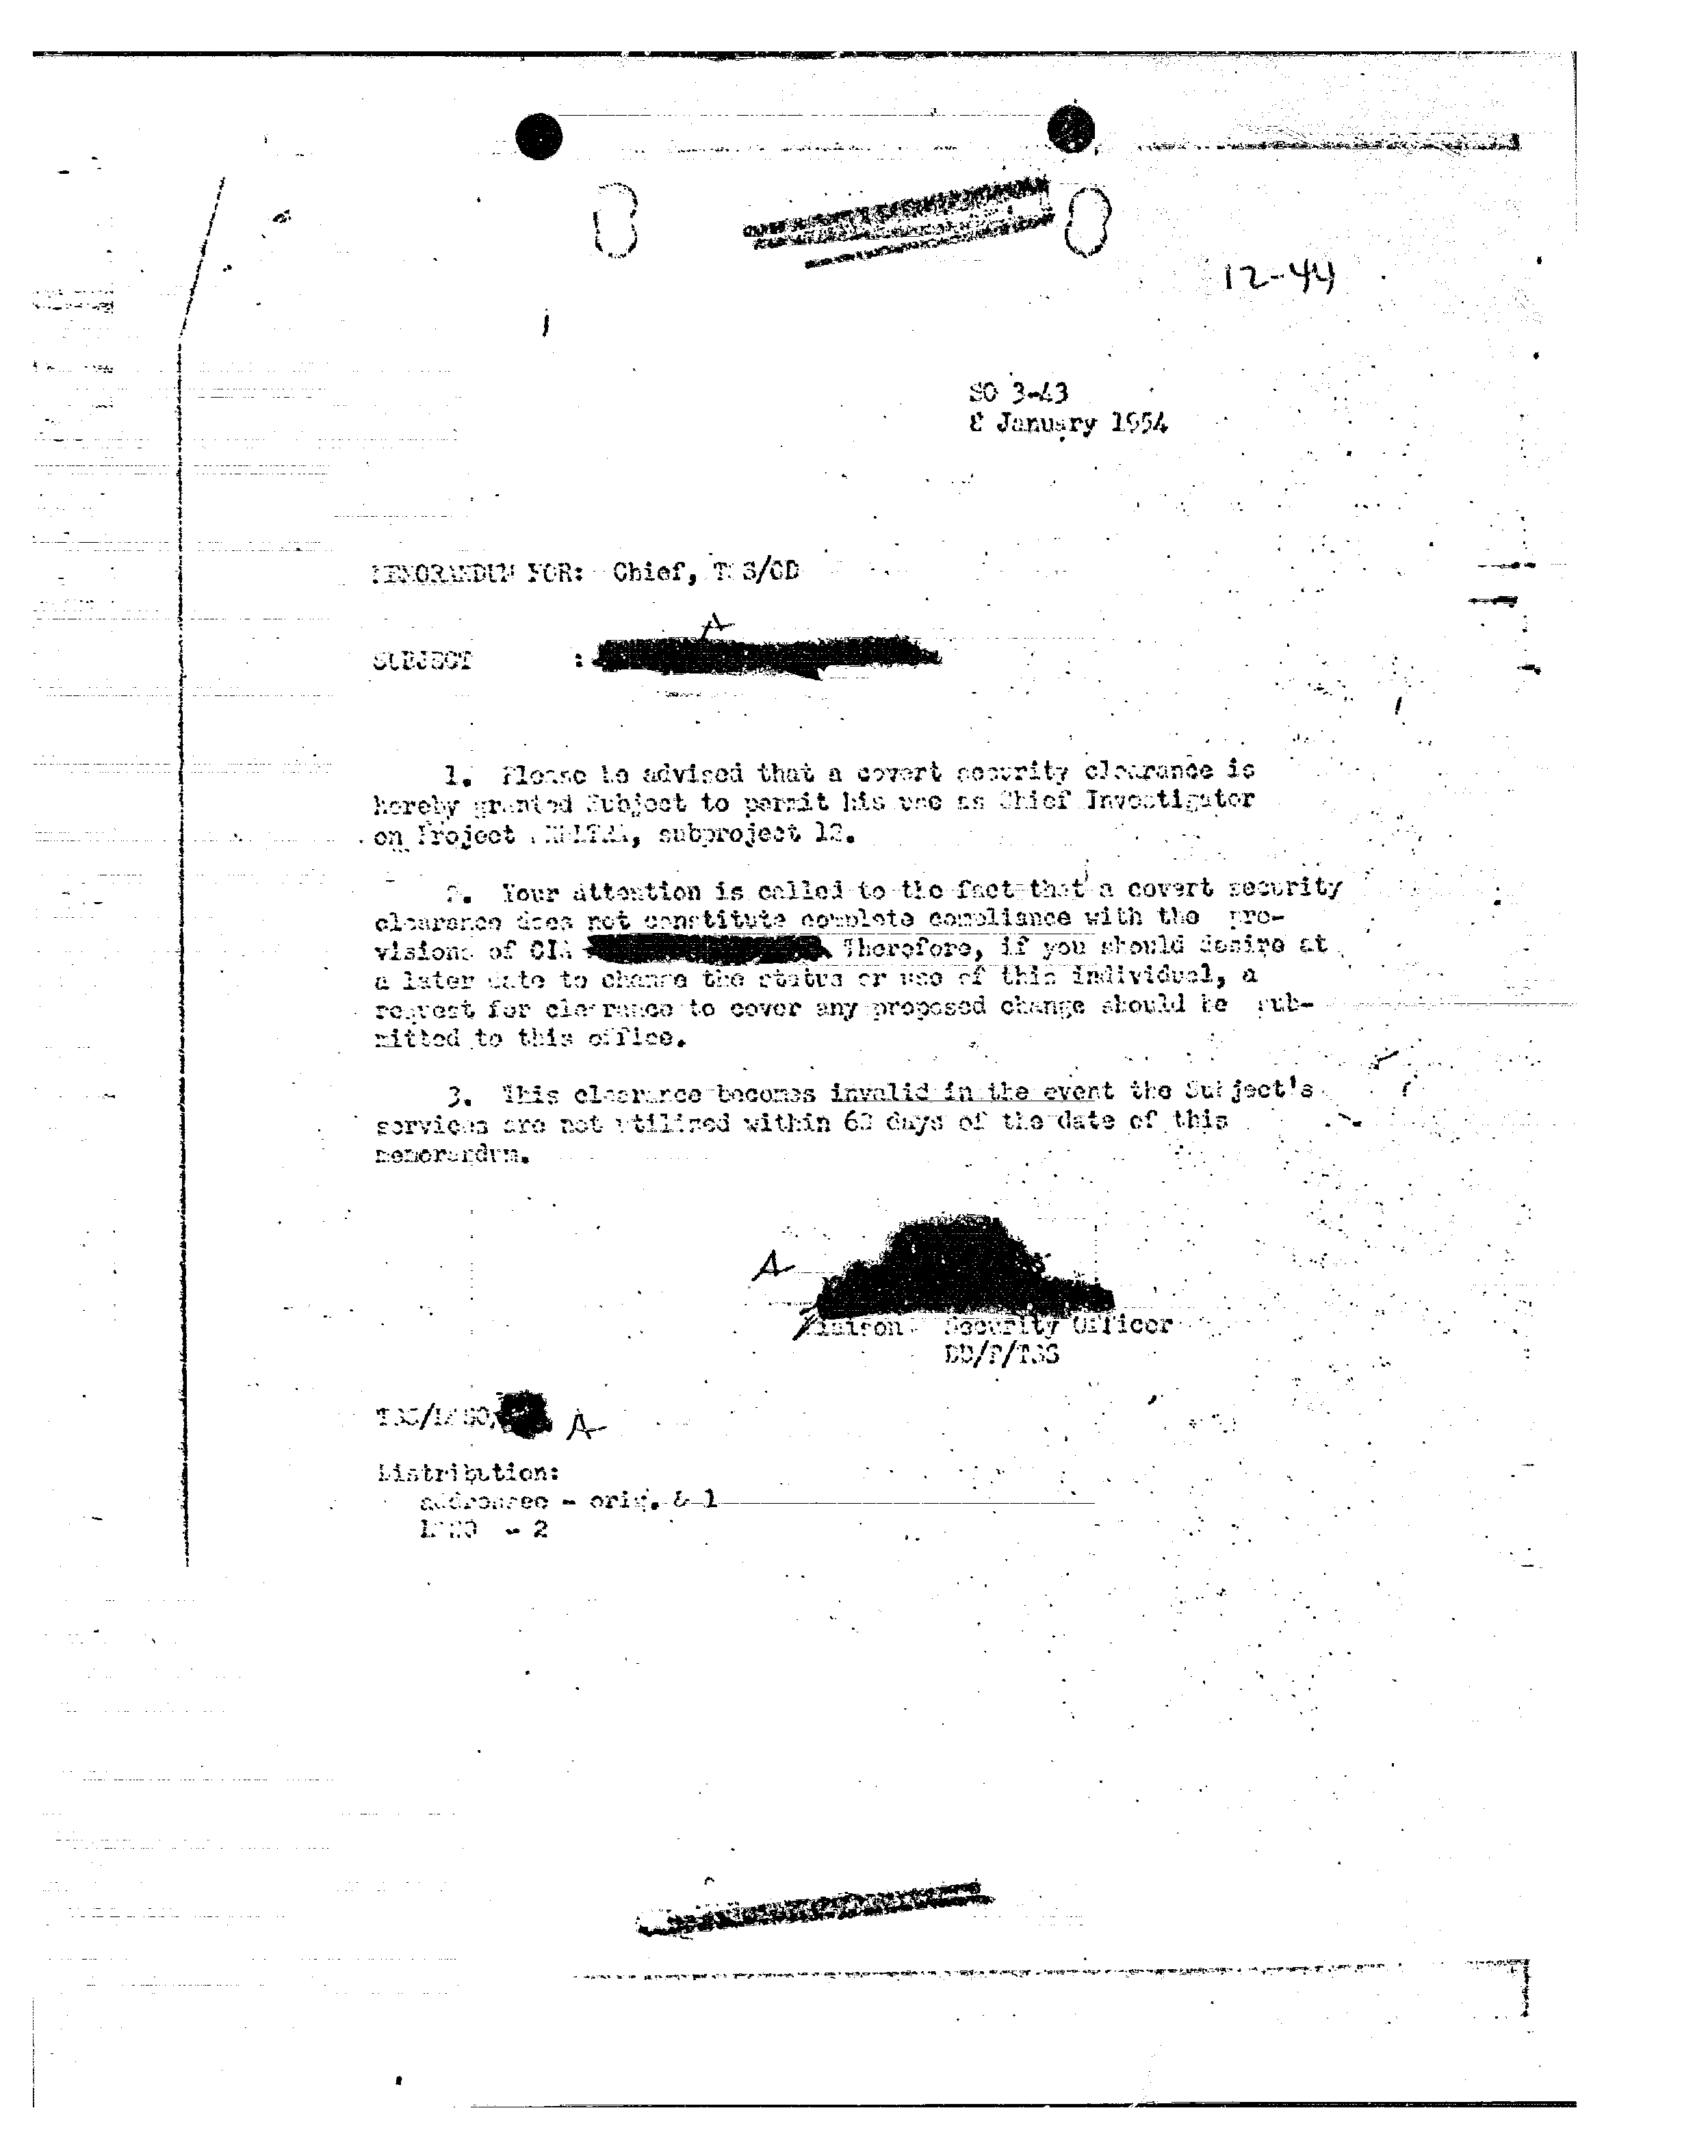 12-44
SO 3-43
8 January 1954
MEMORANDUM FOR: Chief, TSS/CD
A
SUBJECT :
1. Please be advised that a covert security clearance is
hereby granted Subject to permit his use as Chief Investigator
on Project MKULTRA, subproject 12.
2. Your attention is called to the fact that a covert security
clearance does not constitute complete compliance with the pro-
visions of CIA Therefore, if you should desire at
a later date to change the status or use of this individual, a
request for clearance to cover any proposed change should be sub-
mitted to this office.
3. This clearance becomes invalid in the event the Subject's
services are not utilized within 60 days of the date of this
memorandum.
A
Liaison Security Officer
DD/P/TSS
TSS/LSO, A
Distribution:
addressee - orig. & 1
- 2